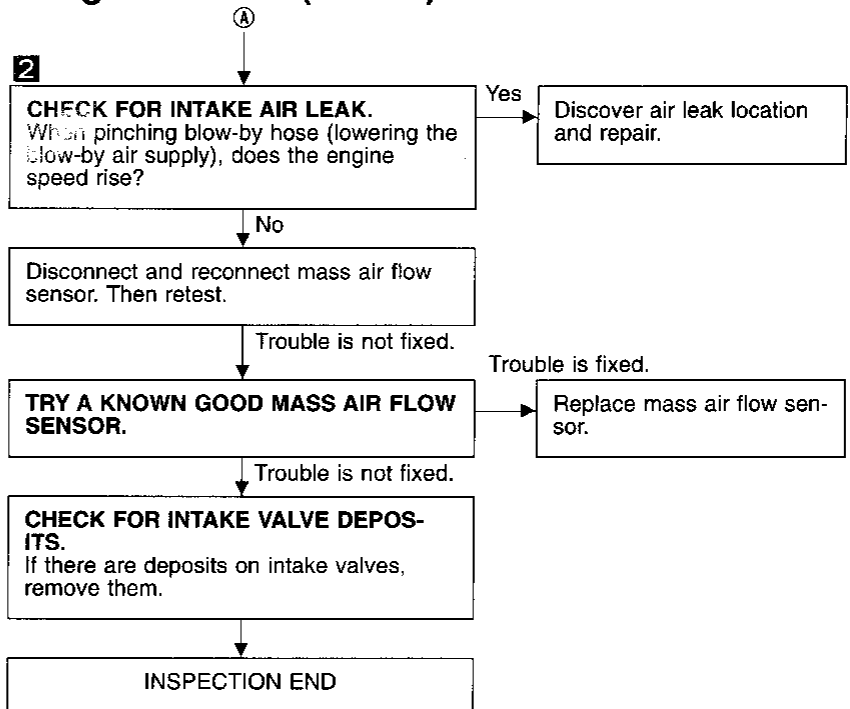 Ⓐ
2
CHECK FOR INTAKE AIR LEAK.
When pinching blow-by hose (lowering the
blow-by air supply), does the engine
speed rise?
Yes
Discover air leak location
and repair.
No
Disconnect and reconnect mass air flow
sensor. Then retest.
Trouble is not fixed.
TRY A KNOWN GOOD MASS AIR FLOW
SENSOR.
Trouble is fixed.
Replace mass air flow sen-
sor.
Trouble is not fixed.
CHECK FOR INTAKE VALVE DEPOS-
ITS.
If there are deposits on intake valves,
remove them.
INSPECTION END